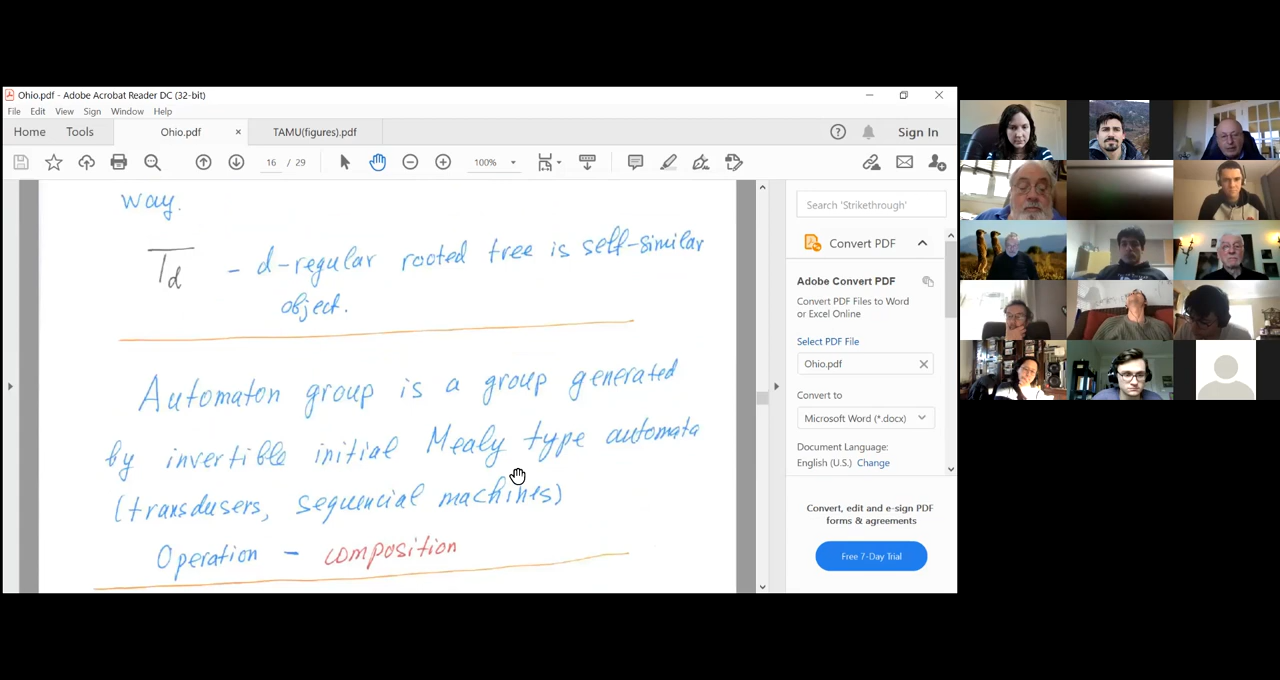 Ohio.pdf - Adobe Acrobat Reader DC (32-bit)
File Edit View Sign Window Help
Home Tools Ohio.pdf × TAMU(figures).pdf Sign In
16 / 29 100%
way.
Td - d-regular rooted tree is self-similar
object.
Automaton group is a group generated
by invertible initial Mealy type automata
(transdusers, sequencial machines)
Operation - composition
Search 'Strikethrough'
Convert PDF
Adobe Convert PDF
Convert PDF Files to Word
or Excel Online
Select PDF File
Ohio.pdf
Convert to
Microsoft Word (*.docx)
Document Language:
English (U.S.) Change
Convert, edit and e-sign PDF
forms & agreements
Free 7-Day Trial